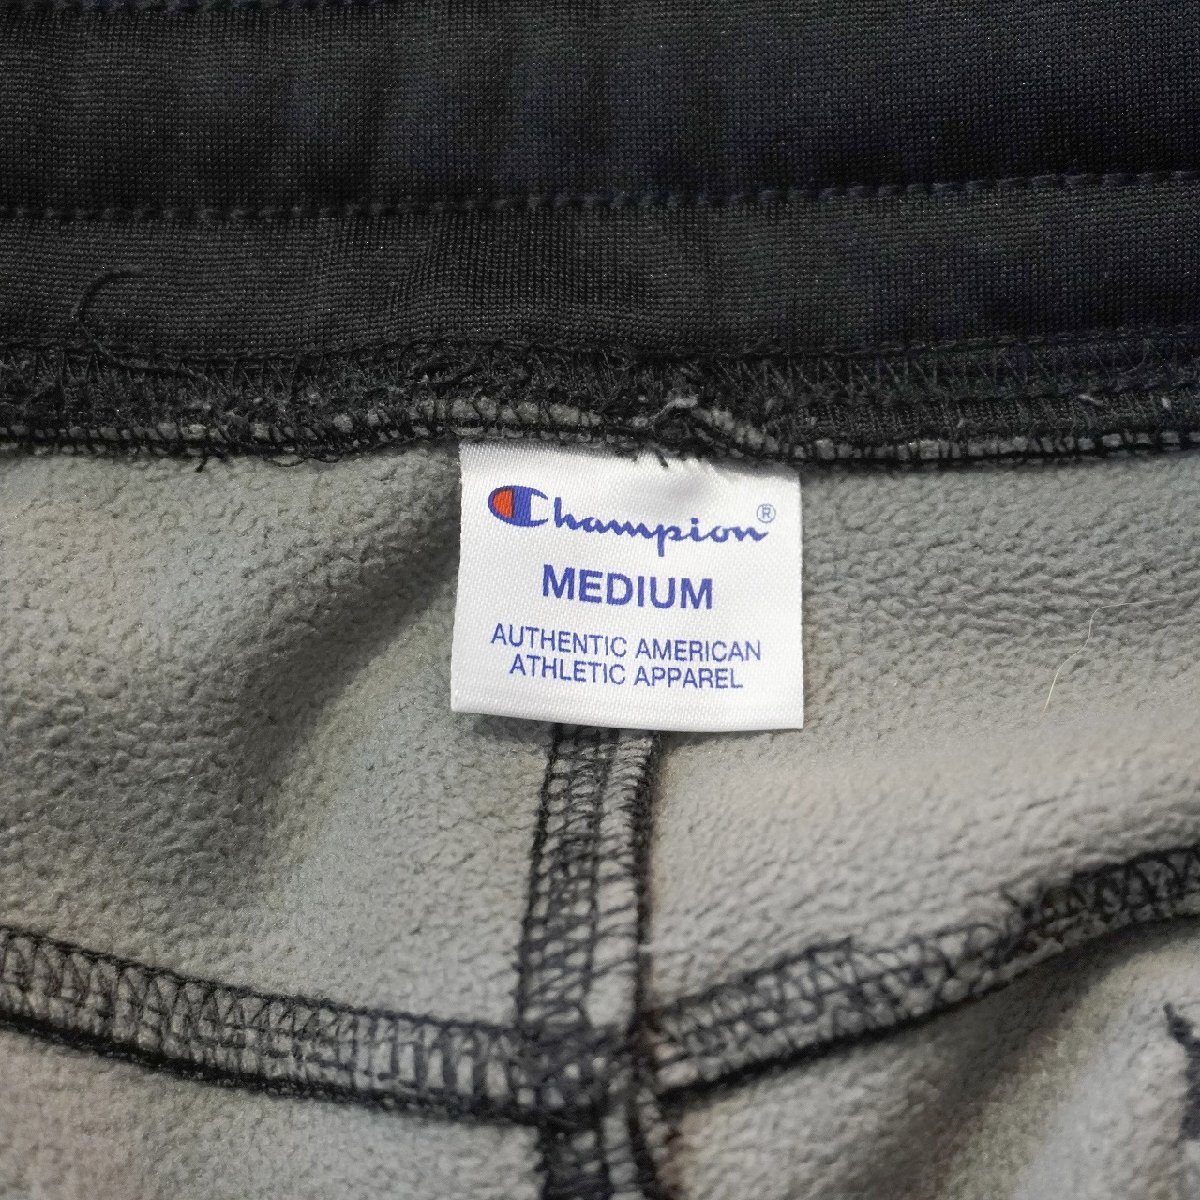 Champion®
MEDIUM
AUTHENTIC AMERICAN
ATHLETIC APPAREL